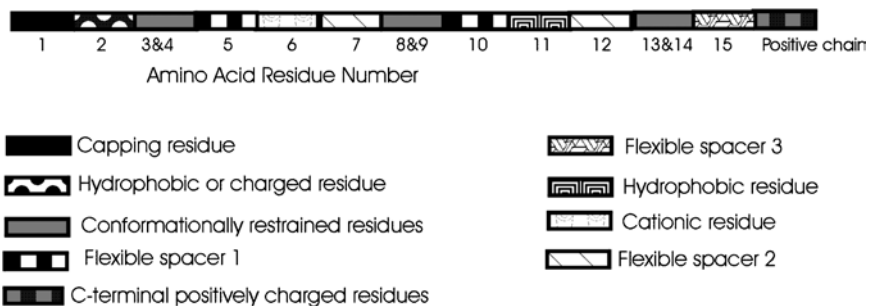 1 2 3&4 5 6 7 8&9 10 11 12 13&14 15 Positive chain
Amino Acid Residue Number
Capping residue
Hydrophobic or charged residue
Conformationally restrained residues
Flexible spacer 1
C-terminal positively charged residues
Flexible spacer 3
Hydrophobic residue
Cationic residue
Flexible spacer 2